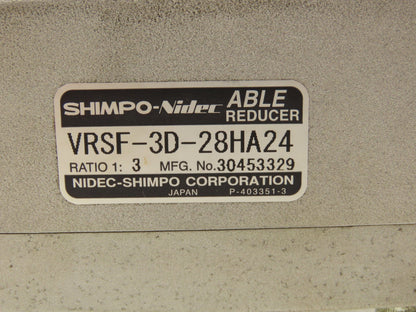 SHIMPO-Nidec ABLE
REDUCER
VRSF-3D-28HA24
RATIO 1: 3 MFG. No. 30453329
NIDEC-SHIMPO CORPORATION
JAPAN P-403351-3